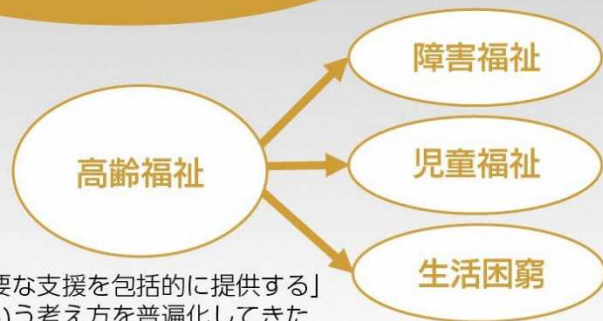 障害福祉
高齢福祉
児童福祉
生活困窮
要な支援を包括的に提供する」
いう考え方を普遍化してきた